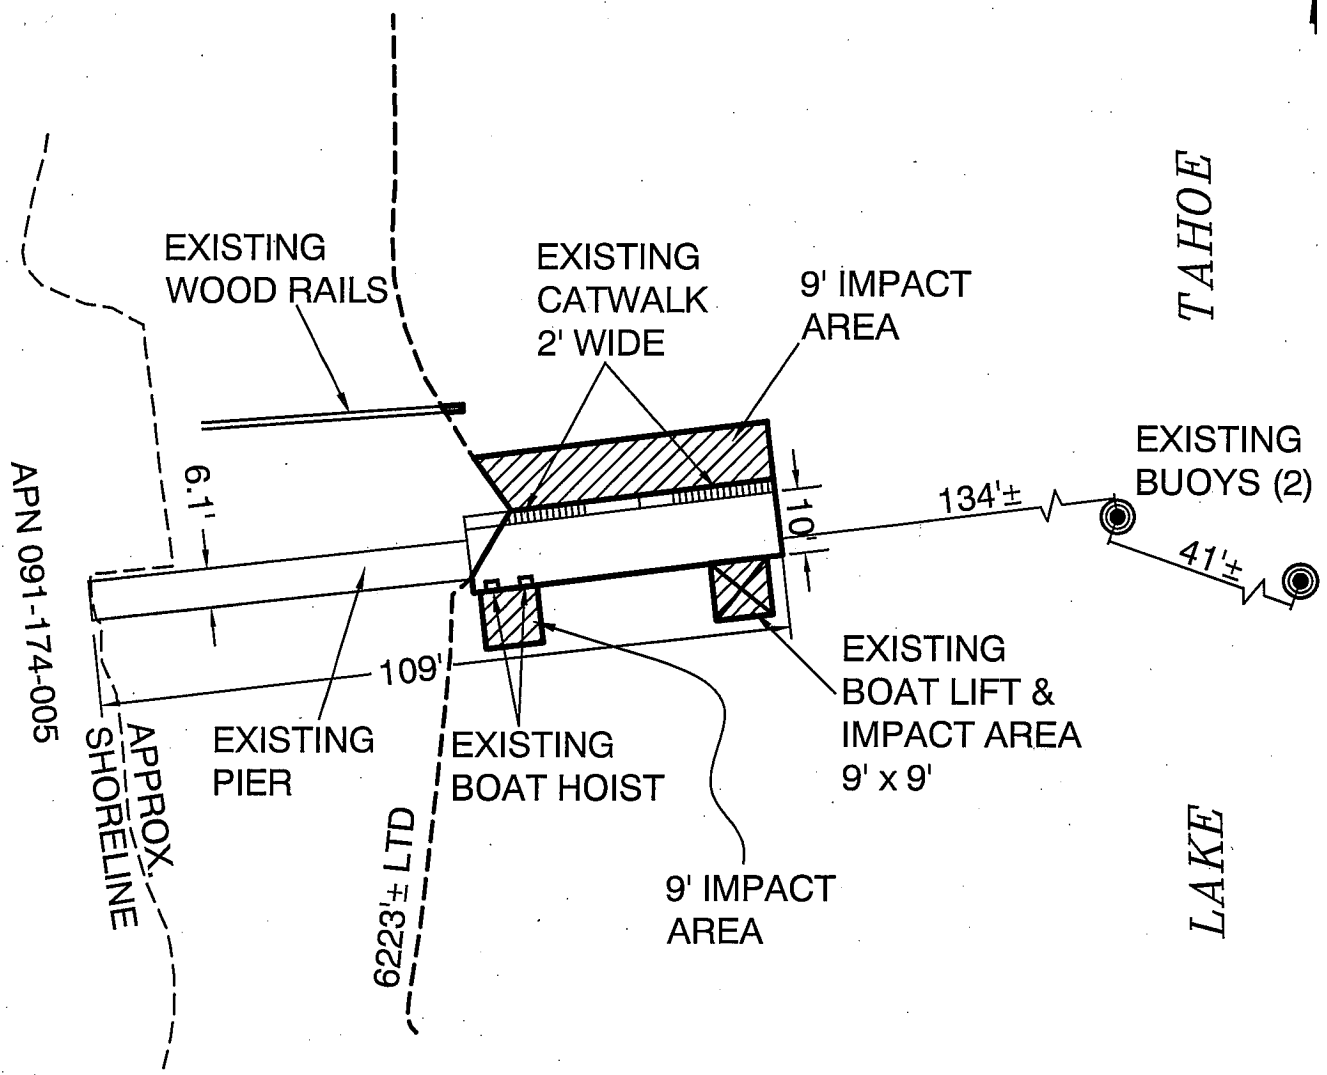 EXISTING
WOOD RAILS
EXISTING
CATWALK
2' WIDE
9' IMPACT
AREA
TAHOE
EXISTING
BUOYS (2)
6.1'
10'
134'±
41'±
APN 091-174-005
109'
EXISTING
PIER
EXISTING
BOAT HOIST
EXISTING
BOAT LIFT &
IMPACT AREA
9' x 9'
APPROX.
SHORELINE
6223'± LTD
9' IMPACT
AREA
LAKE